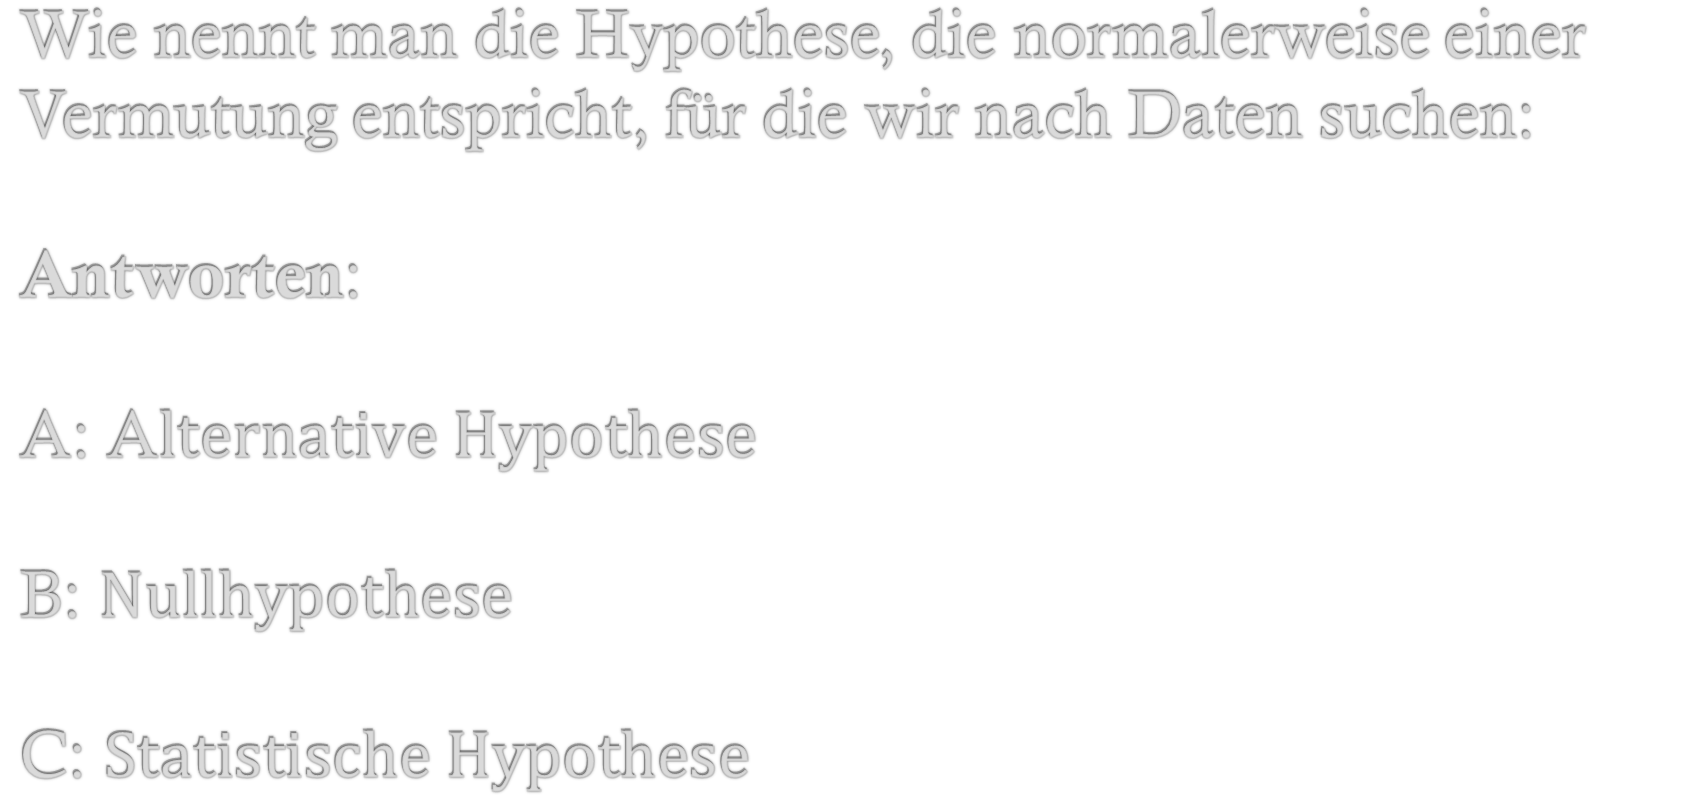 Wie nennt man die Hypothese, die normalerweise einer
Vermutung entspricht, für die wir nach Daten suchen:
Antworten:
A: Alternative Hypothese
B: Nullhypothese
C: Statistische Hypothese